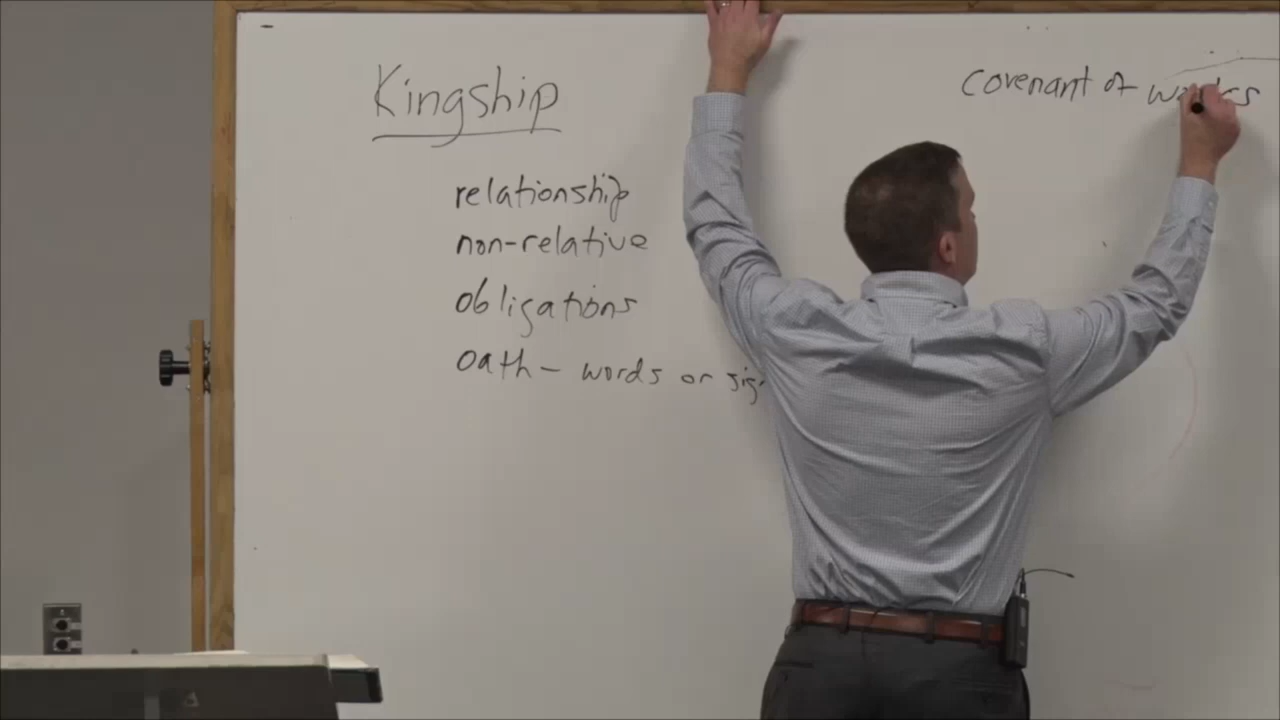 Kingship
relationship
non-relative
obligations
oath - words or
covenant of works